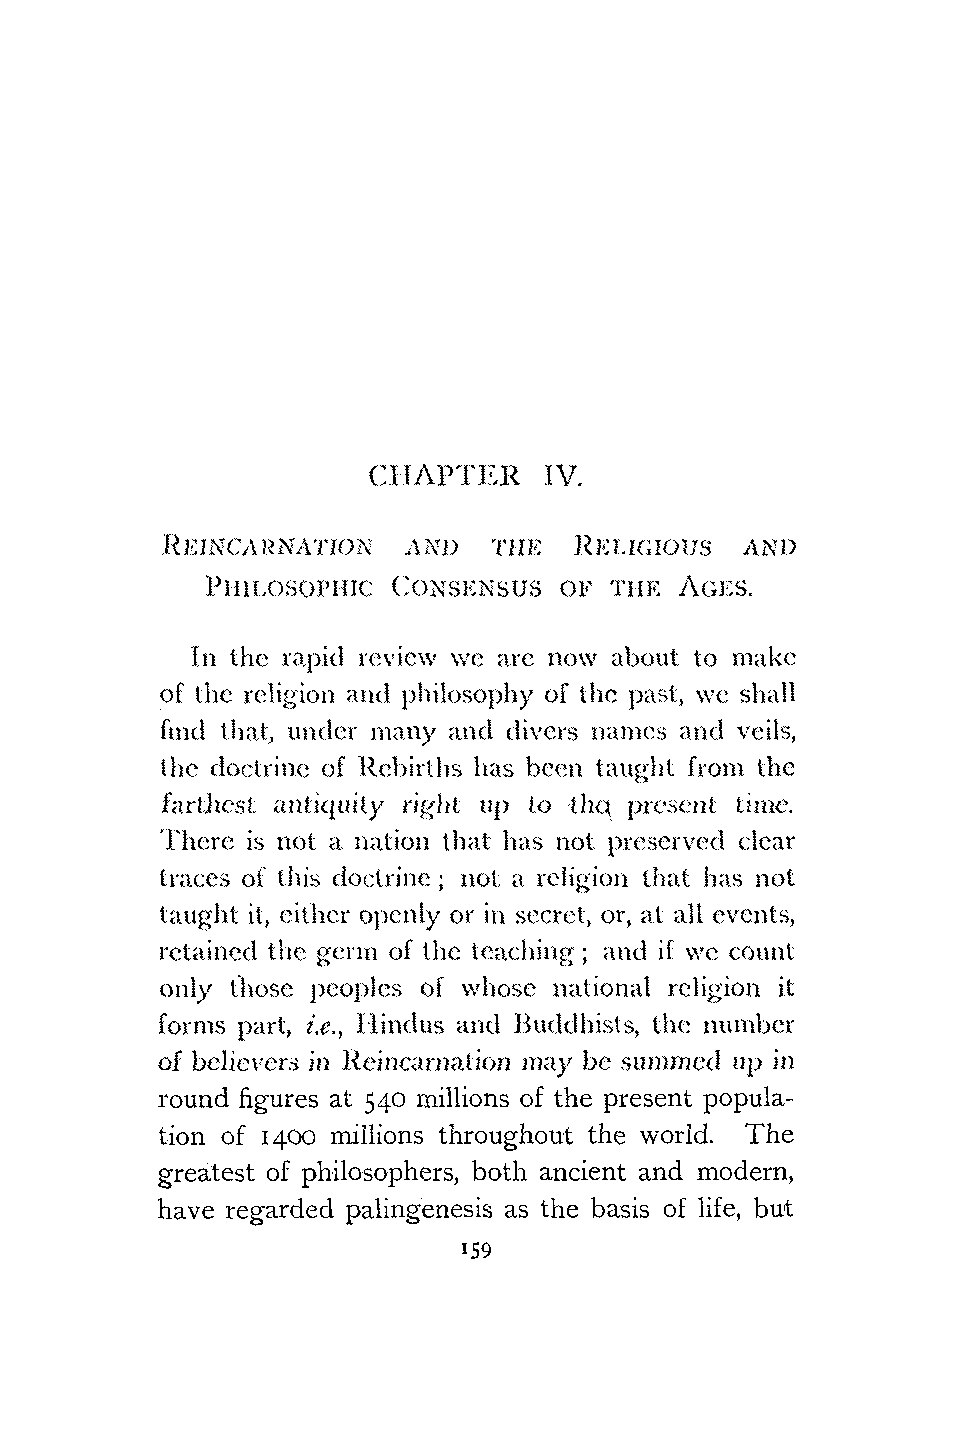 CHAPTER IV.
REINCARNATION AND THE RELIGIOUS AND
PHILOSOPHIC CONSENSUS OF THE AGES.
In the rapid review we are now about to make
of the religion and philosophy of the past, we shall
find that, under many and divers names and veils,
the doctrine of Rebirths has been taught from the
farthest antiquity right up to the present time.
There is not a nation that has not preserved clear
traces of this doctrine; not a religion that has not
taught it, either openly or in secret, or, at all events,
retained the germ of the teaching; and if we count
only those peoples of whose national religion it
forms part, i.e., Hindus and Buddhists, the number
of believers in Reincarnation may be summed up in
round figures at 540 millions of the present popula-
tion of 1400 millions throughout the world. The
greatest of philosophers, both ancient and modern,
have regarded palingenesis as the basis of life, but
159